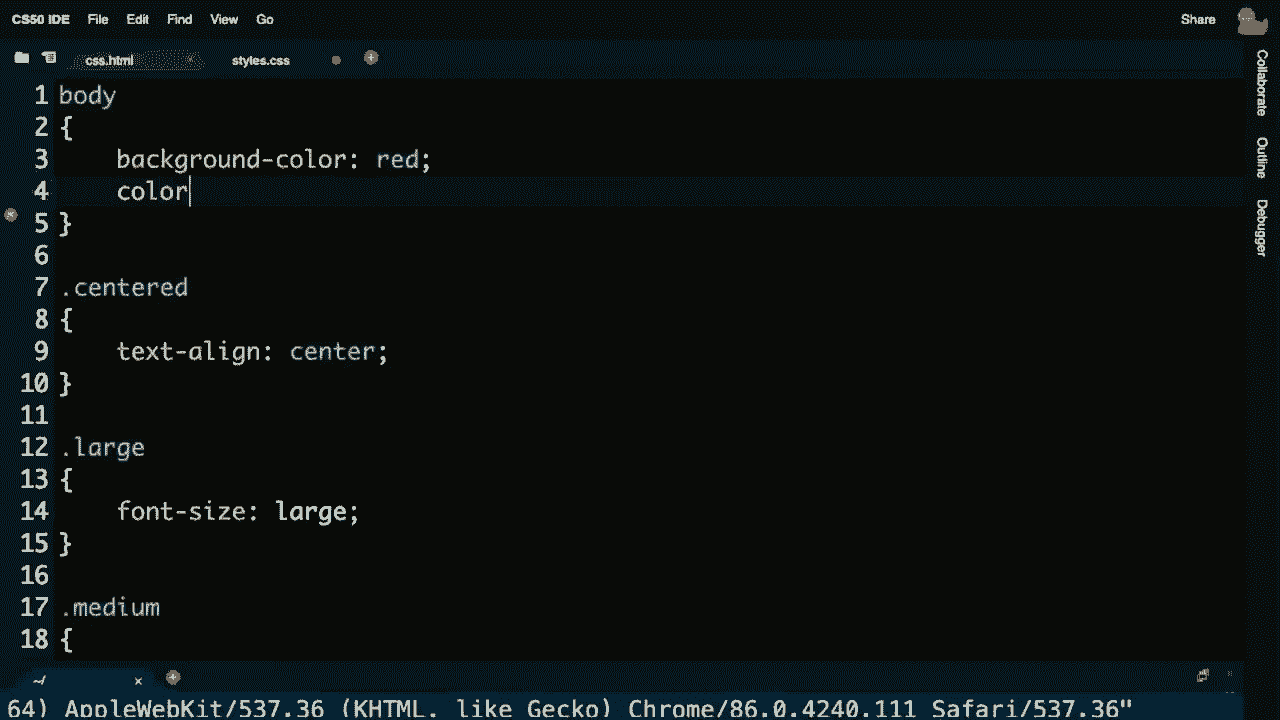 CS50 IDE File Edit Find View Go Share
css.html styles.css
Collaborate
Outline
Debugger
1 body
2 {
3 background-color: red;
4 color
5 }
6
7 .centered
8 {
9 text-align: center;
10 }
11
12 .large
13 {
14 font-size: large;
15 }
16
17 .medium
18 {
~/
64) AppleWebKit/537.36 (KHTML, like Gecko) Chrome/86.0.4240.111 Safari/537.36"